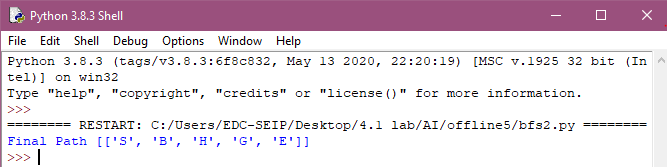 Python 3.8.3 Shell
File Edit Shell Debug Options Window Help
Python 3.8.3 (tags/v3.8.3:6f8c832, May 13 2020, 22:20:19) [MSC v.1925 32 bit (In
tel)] on win32
Type "help", "copyright", "credits" or "license()" for more information.
>>>
======== RESTART: C:/Users/EDC-SEIP/Desktop/4.1 lab/AI/offline5/bfs2.py ========
Final Path [['S', 'B', 'H', 'G', 'E']]
>>>